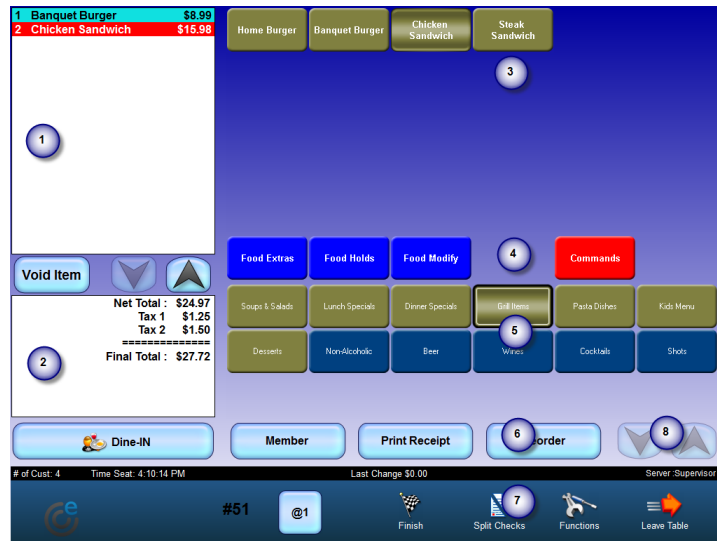 1 Banquet Burger $8.99
2 Chicken Sandwich $15.98
1
Home Burger
Banquet Burger
Chicken
Sandwich
Steak
Sandwich
3
Void Item
Food Extras
Food Holds
Food Modify
4
Commands
Net Total : $24.97
Tax 1 $1.25
Tax 2 $1.50
==============
Final Total : $27.72
2
Soups & Salads
Lunch Specials
Dinner Specials
Grill Items
Pasta Dishes
Kids Menu
5
Desserts
Non-Alcoholic
Beer
Wines
Cocktails
Shots
Dine-IN
Member
Print Receipt
6
order
8
# of Cust: 4 Time Seat: 4:10:14 PM Last Change $0.00 Server :Supervisor
#51
@1
7
Finish
Split Checks
Functions
Leave Table